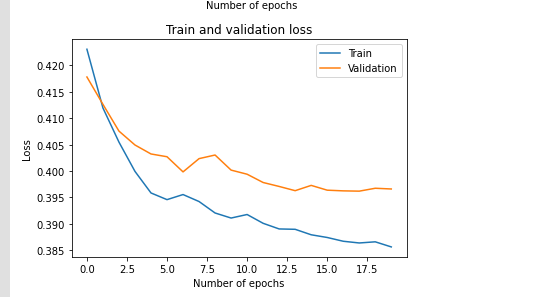 Number of epochs
Train and validation loss
Train
Validation
0.420
0.415
0.410
0.405
0.400
0.395
0.390
0.385
Loss
0.0 2.5 5.0 7.5 10.0 12.5 15.0 17.5
Number of epochs